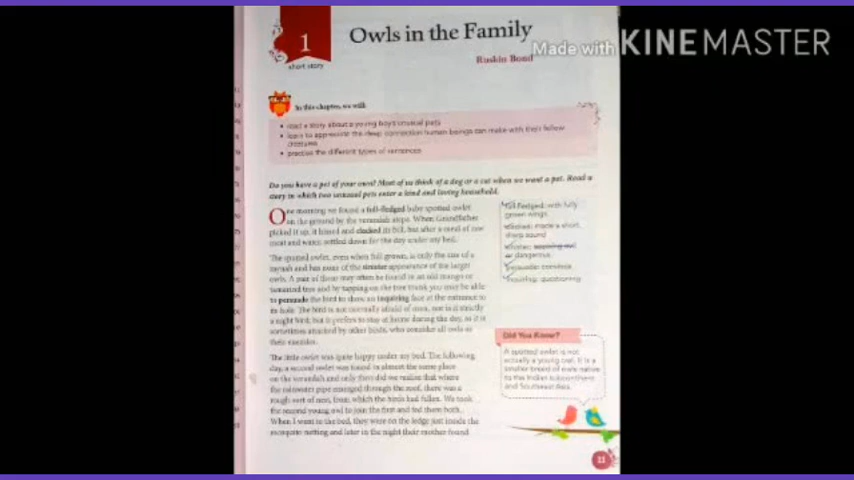 1
short story
Owls in the Family
Ruskin Bond
Made with KINEMASTER
In this chapter, we will
• read a story about a young boy's unusual pets
• learn to appreciate the deep connection human beings can make with their fellow
creatures
• practise the different types of sentences
Do you have a pet of your own? Most of us think of a dog or a cat when we want a pet. Read a
story in which two unusual pets enter a kind and loving household.
One morning we found a full-fledged baby spotted owlet
on the ground by the verandah steps. When Grandfather
picked it up, it hissed and clacked its bill, but after a meal of raw
meat and water, settled down for the day under my bed.
The spotted owlet, even when full grown, is only the size of a
mynah and has none of the sinister appearance of the larger
owls. A pair of these may often be found in an old mango or
tamarind tree and by tapping on the tree trunk you may be able
to persuade the bird to show an inquiring face at the entrance to
its hole. The bird is not normally afraid of man, nor is it strictly
a night bird, but it prefers to stay at home during the day, as it is
sometimes attacked by other birds, who consider all owls as
their enemies.
The little owlet was quite happy under my bed. The following
day, a second owlet was found in almost the same place
on the verandah and only then did we realize that where
the rainwater pipe emerged through the roof, there was a
rough sort of nest, from which the birds had fallen. We took
the second young owl to join the first and fed them both.
When I went to the bed, they were on the ledge just inside the
mosquito netting and later in the night their mother found
full-fledged: with fully
grown wings
clacked: made a short,
sharp sound
sinister:
or dangerous
persuade: convince
inquiring: questioning
Did You Know?
A spotted owlet is not
actually a young owl. It is a
smaller breed of owls native
to the Indian subcontinent
and Southeast Asia.
11